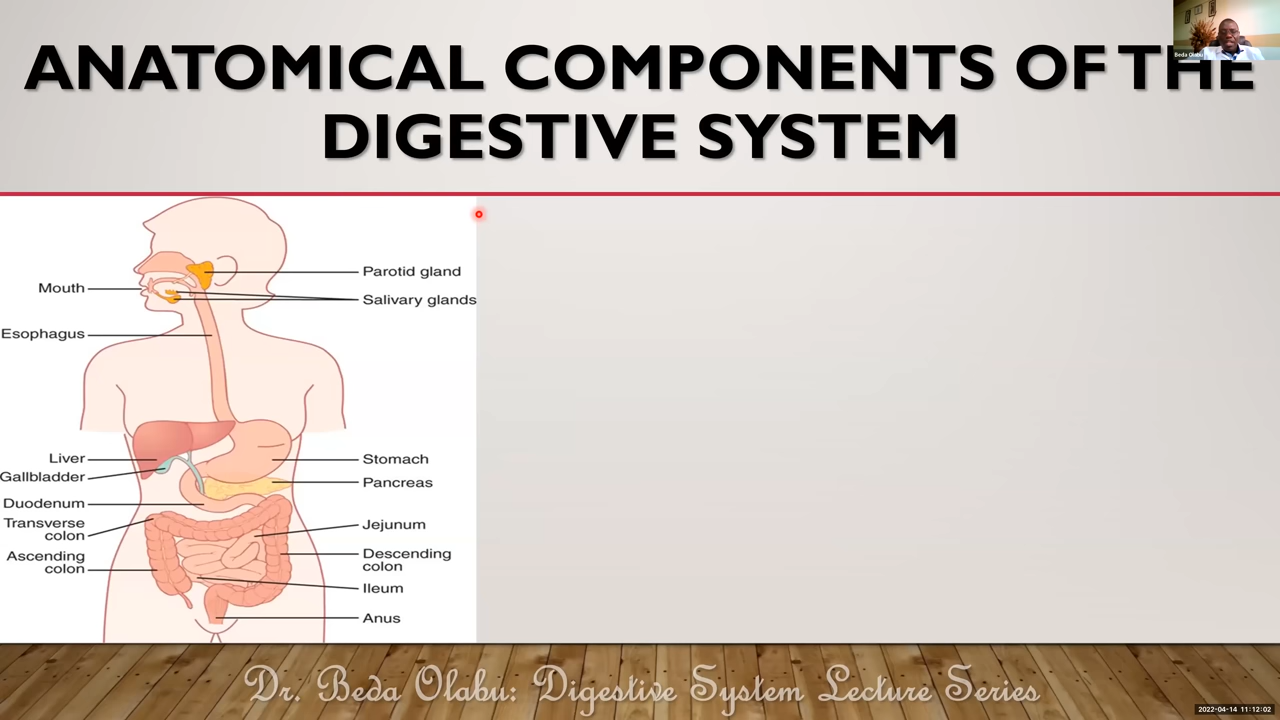 ANATOMICAL COMPONENTS OF THE
DIGESTIVE SYSTEM
Beda Olabu
Mouth
Esophagus
Parotid gland
Salivary glands
Liver
Gallbladder
Duodenum
Transverse
colon
Ascending
colon
Stomach
Pancreas
Jejunum
Descending
colon
Ileum
Anus
Dr. Beda Olabu: Digestive System Lecture Series
2022-04-14 11:12:02